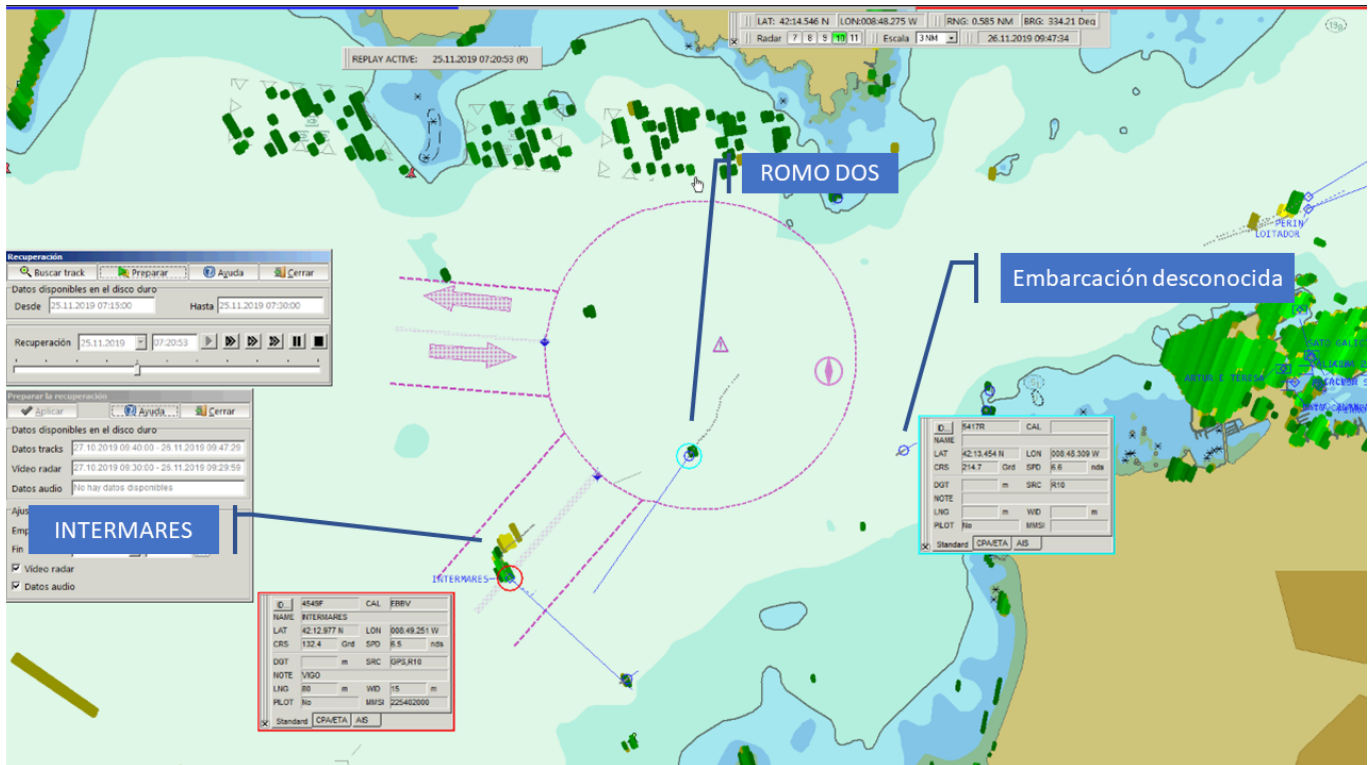 LAT: 42:14.546 N LON:008:48.275 W RNG: 0.585 NM BRG: 334.21 Deg
Radar 7 8 9 10 11 Escala 3 NM 26.11.2019 09:47:34
REPLAY ACTIVE: 25.11.2019 07:20:53 (R)
ROMO DOS
PERIN
LOITADOR
Embarcación desconocida
Recuperación
Buscar track Preparar Ayuda Cerrar
Datos disponibles en el disco duro
Desde 25.11.2019 07:15:00 Hasta 25.11.2019 07:30:00
Recuperación 25.11.2019 07:20:53
ARTUR E TERESA
Preparar la recuperación
Aplicar Ayuda Cerrar
Datos disponibles en el disco duro
Datos tracks 27.10.2019 09:40:00 - 26.11.2019 09:47:29
Vídeo radar 27.10.2019 09:30:00 - 26.11.2019 09:29:59
Datos audio No hay datos disponibles
INTERMARES
Fin
Vídeo radar
Datos audio
ID... 5417R CAL
NAME
LAT 42:13.454 N LON 008:48.309 W
CRS 214.7 Grd SPD 6.6 nds
DGT m SRC R10
NOTE
LNG m WID m
PILOT No MMSI
Standard CPA/ETA AIS
INTERMARES
ID... 4549F CAL EBBV
NAME INTERMARES
LAT 42:12.977 N LON 008:49.251 W
CRS 132.4 Grd SPD 6.5 nds
DGT m SRC GPS,R10
NOTE VIGO
LNG 80 m WID 15 m
PILOT No MMSI 225402000
Standard CPA/ETA AIS